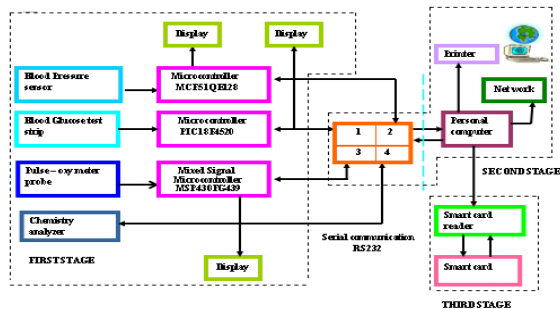 Display
Display
Printer
Network
Blood Pressure
sensor
Microcontroller
MCF51QE128
Blood Glucose test
strip
Microcontroller
PIC18F4520
1 2
3 4
Personal
computer
SECOND STAGE
Pulse – oxymeter
probe
Mixed Signal
Microcontroller
MSP430FG439
Chemistry
analyzer
Serial communication
RS232
FIRST STAGE
Display
Smart card
reader
Smart card
THIRD STAGE